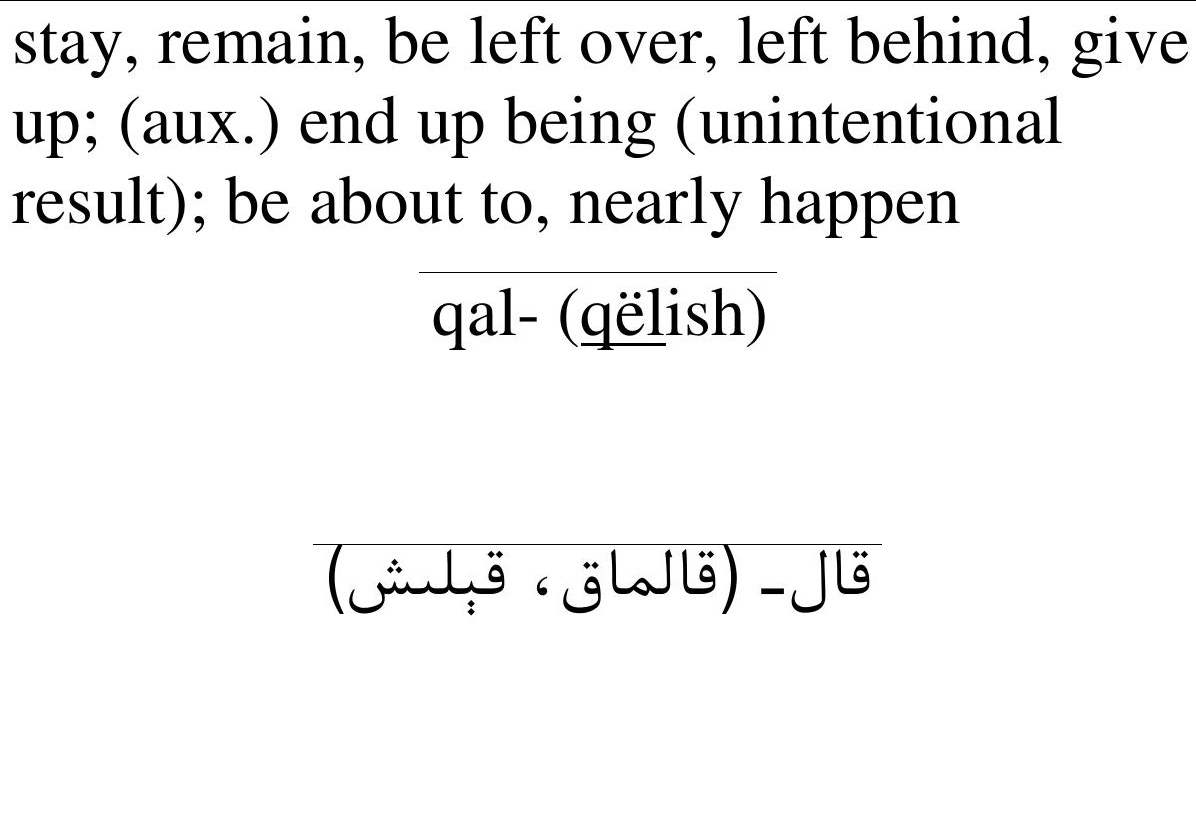 stay, remain, be left over, left behind, give
up; (aux.) end up being (unintentional
result); be about to, nearly happen
qal- (qëlish)
قال- (قالماق، قېلىش)